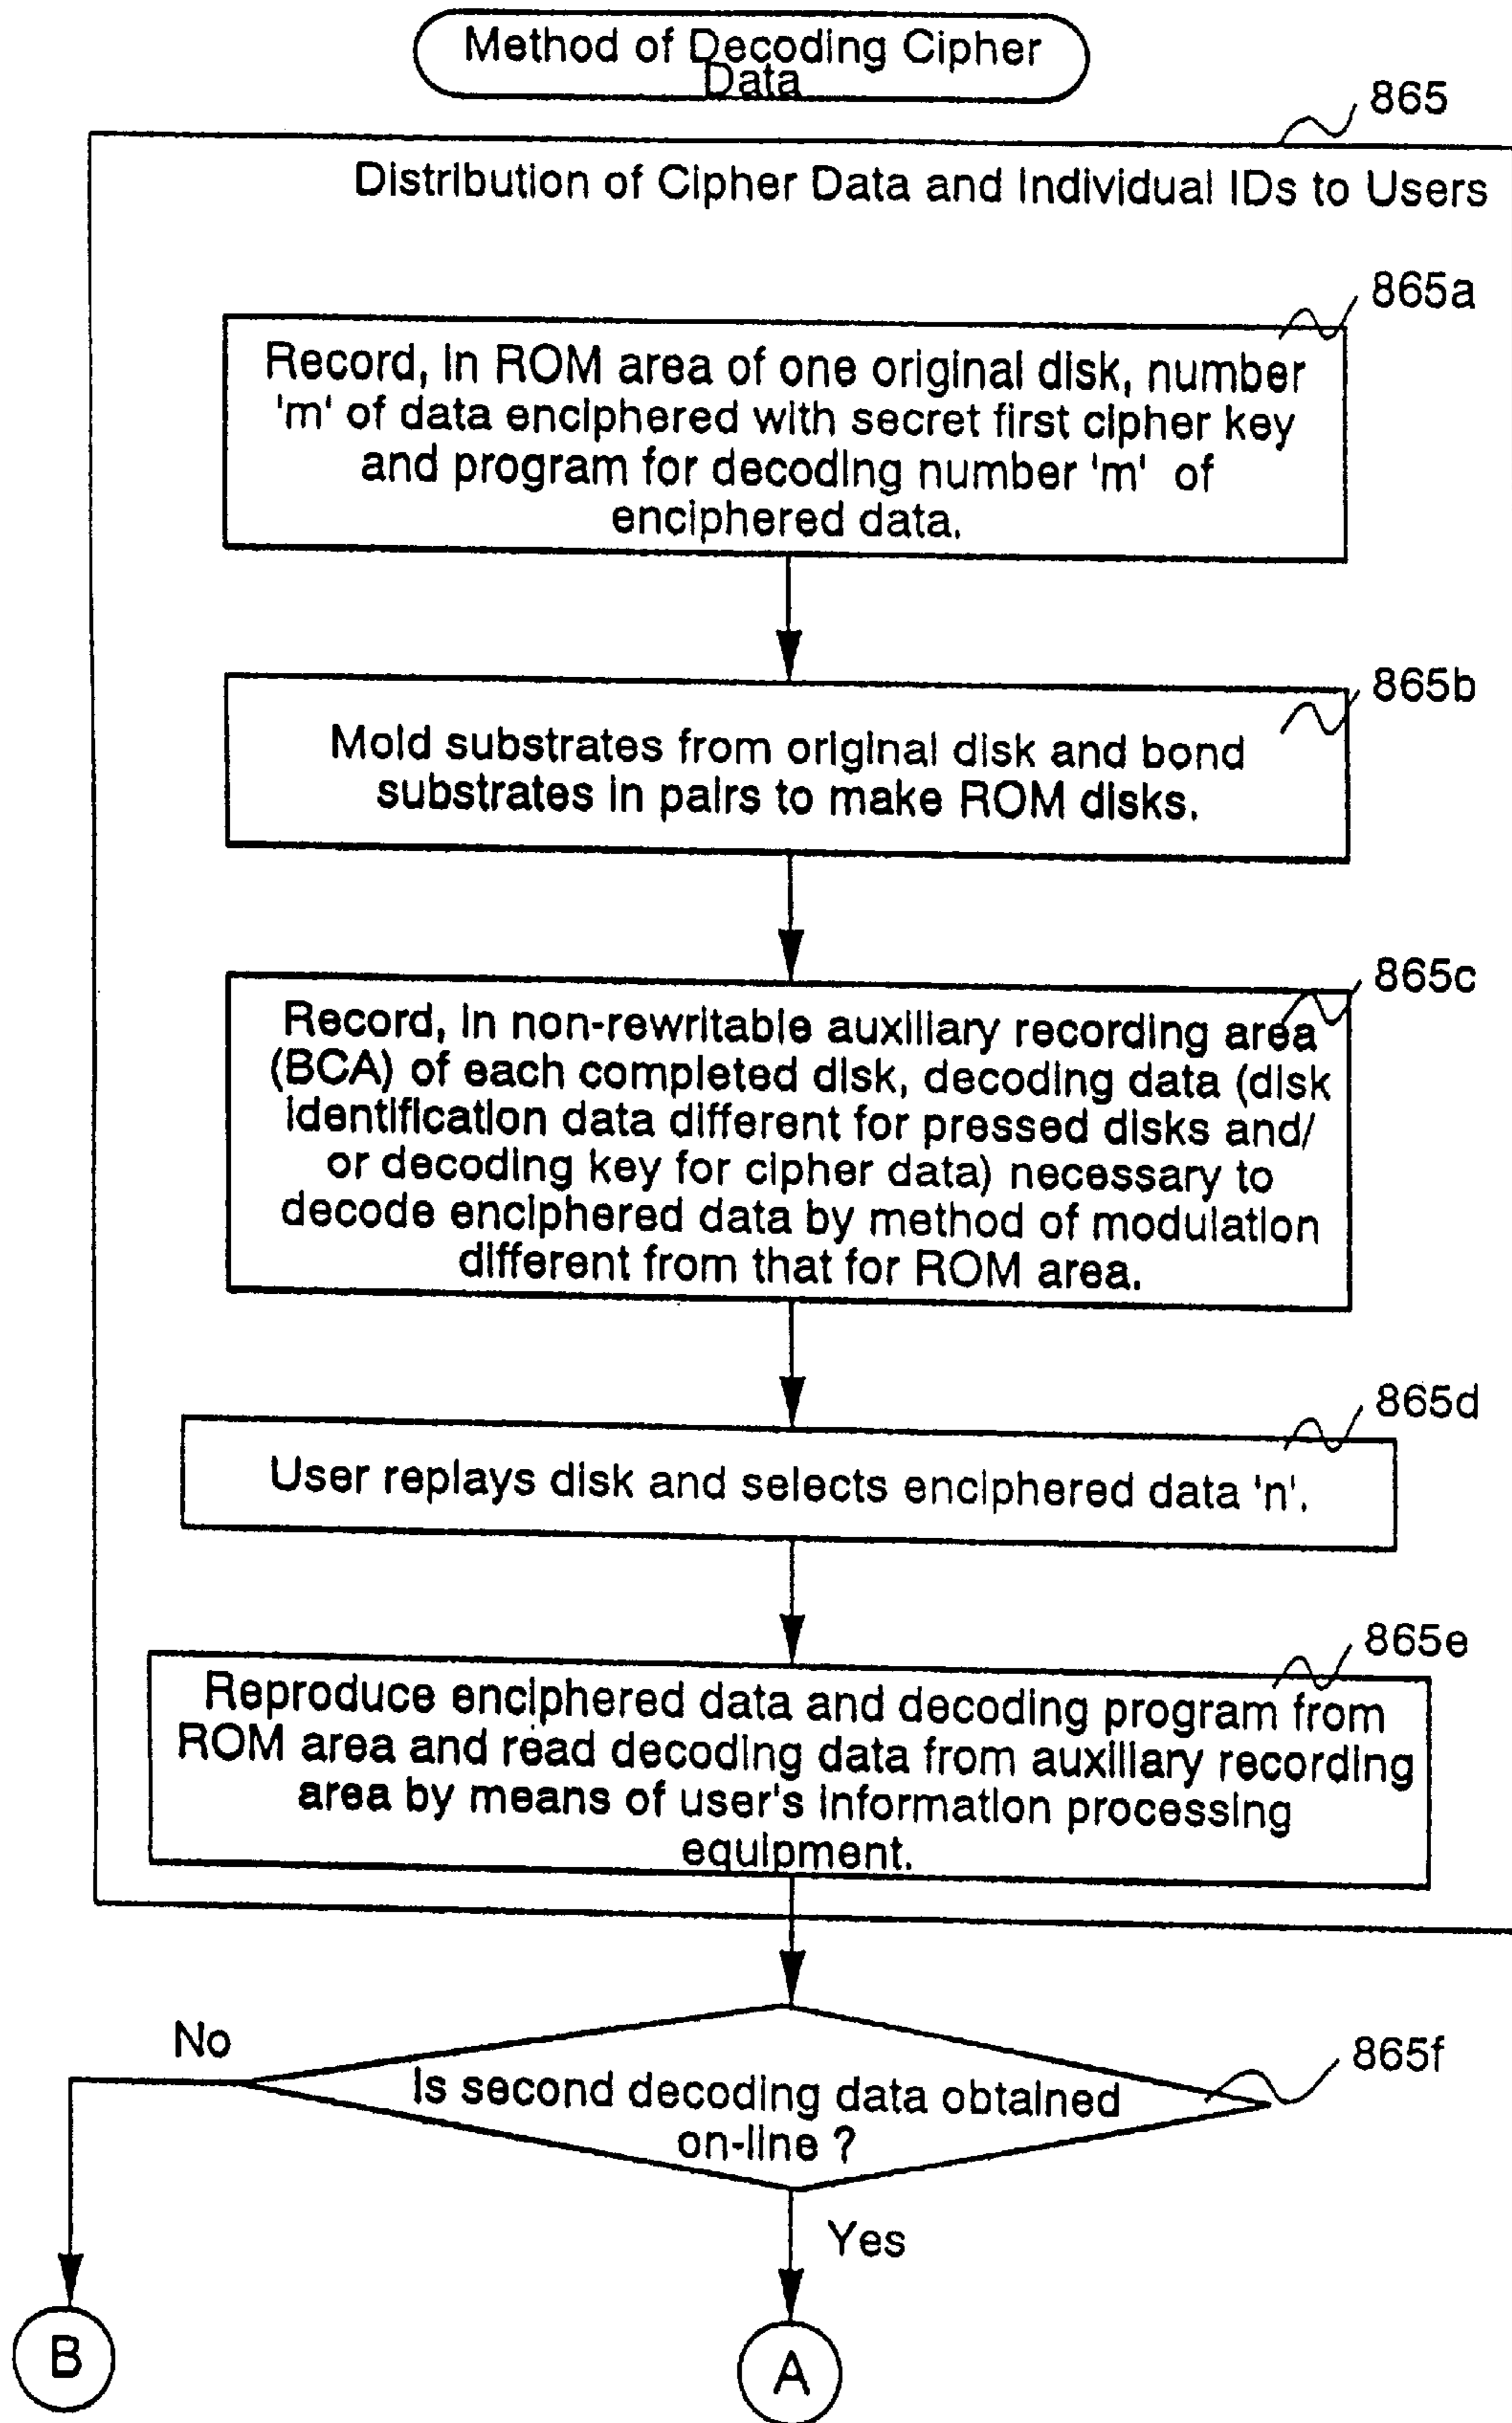 Method of Decoding Cipher
Data
865
Distribution of Cipher Data and Individual IDs to Users
865a
Record, in ROM area of one original disk, number
'm' of data enciphered with secret first cipher key
and program for decoding number 'm' of
enciphered data.
865b
Mold substrates from original disk and bond
substrates in pairs to make ROM disks.
865c
Record, in non-rewritable auxiliary recording area
(BCA) of each completed disk, decoding data (disk
identification data different for pressed disks and/
or decoding key for cipher data) necessary to
decode enciphered data by method of modulation
different from that for ROM area.
865d
User replays disk and selects enciphered data 'n'.
865e
Reproduce enciphered data and decoding program from
ROM area and read decoding data from auxiliary recording
area by means of user's information processing
equipment.
No
865f
Is second decoding data obtained
on-line ?
Yes
B
A